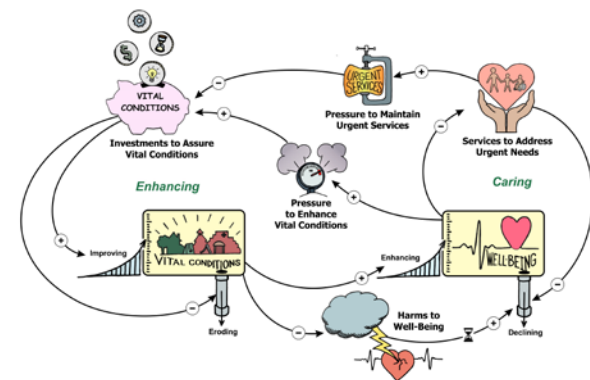 VITAL
CONDITIONS
Investments to Assure
Vital Conditions
URGENT
SERVICES
Pressure to Maintain
Urgent Services
Services to Address
Urgent Needs
Enhancing
Caring
Pressure
to Enhance
Vital Conditions
Improving
VITAL CONDITIONS
Eroding
Enhancing
WELL-BEING
Declining
Harms to
Well-Being